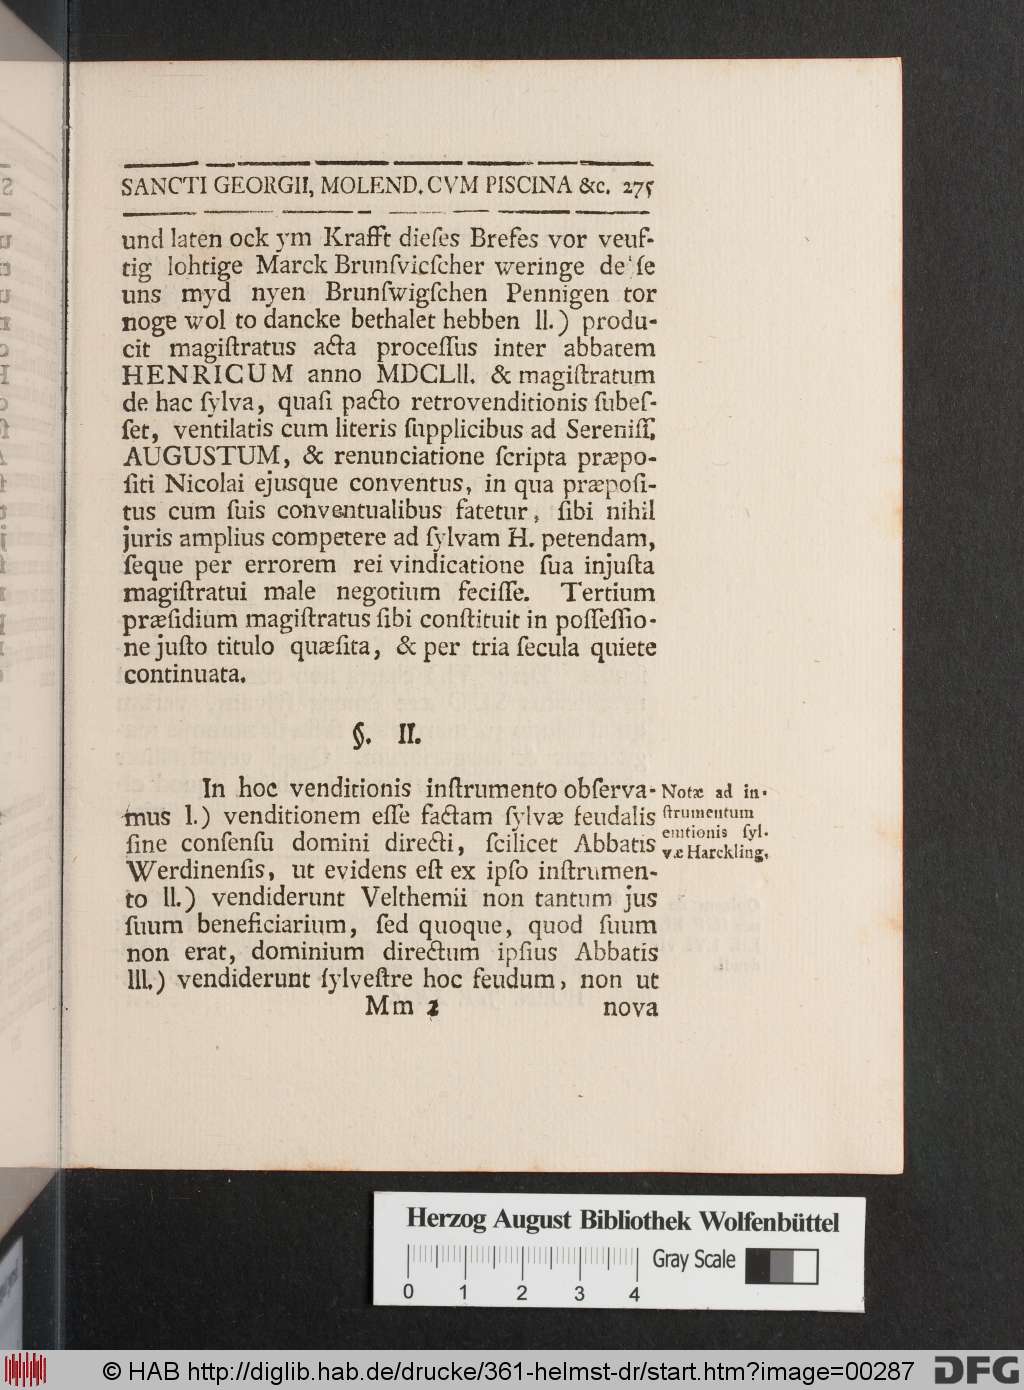 SANCTI GEORGII, MOLEND. CVM PISCINA &c. 275
und laten ock ym Krafft dieſes Brefes vor veuf-
tig lohtige Marck Brunſvicſcher weringe de ſe
uns myd nyen Brunſwigſchen Pennigen tor
noge wol to dancke bethalet hebben II.) produ-
cit magiſtratus acta proceſſus inter abbatem
HENRICUM anno MDCLII. & magiſtratum
de hac ſylva, quaſi pacto retrovenditionis ſubeſ-
ſet, ventilatis cum literis ſupplicibus ad Sereniſſ.
AUGUSTUM, & renunciatione ſcripta præpo-
ſiti Nicolai ejusque conventus, in qua præpoſi-
tus cum ſuis conventualibus fatetur, ſibi nihil
juris amplius competere ad ſylvam H. petendam,
ſeque per errorem rei vindicatione ſua injuſta
magiſtratui male negotium feciſſe. Tertium
præſidium magiſtratus ſibi conſtituit in poſſeſſio-
ne juſto titulo quæſita, & per tria ſecula quiete
continuata.
§. II.
In hoc venditionis inſtrumento obſerva-
mus I.) venditionem eſſe factam ſylvæ feudalis
ſine conſenſu domini directi, ſcilicet Abbatis
Werdinenſis, ut evidens eſt ex ipſo inſtrumen-
to II.) vendiderunt Velthemii non tantum jus
ſuum beneficiarium, ſed quoque, quod ſuum
non erat, dominium directum ipſius Abbatis
III.) vendiderunt ſylveſtre hoc feudum, non ut
Mm 2 nova
Notæ ad in-
ſtrumentum
emtionis ſyl-
væ Harckling.
Herzog August Bibliothek Wolfenbüttel
Gray Scale
0 1 2 3 4
© HAB http://diglib.hab.de/drucke/361-helmst-dr/start.htm?image=00287
DFG